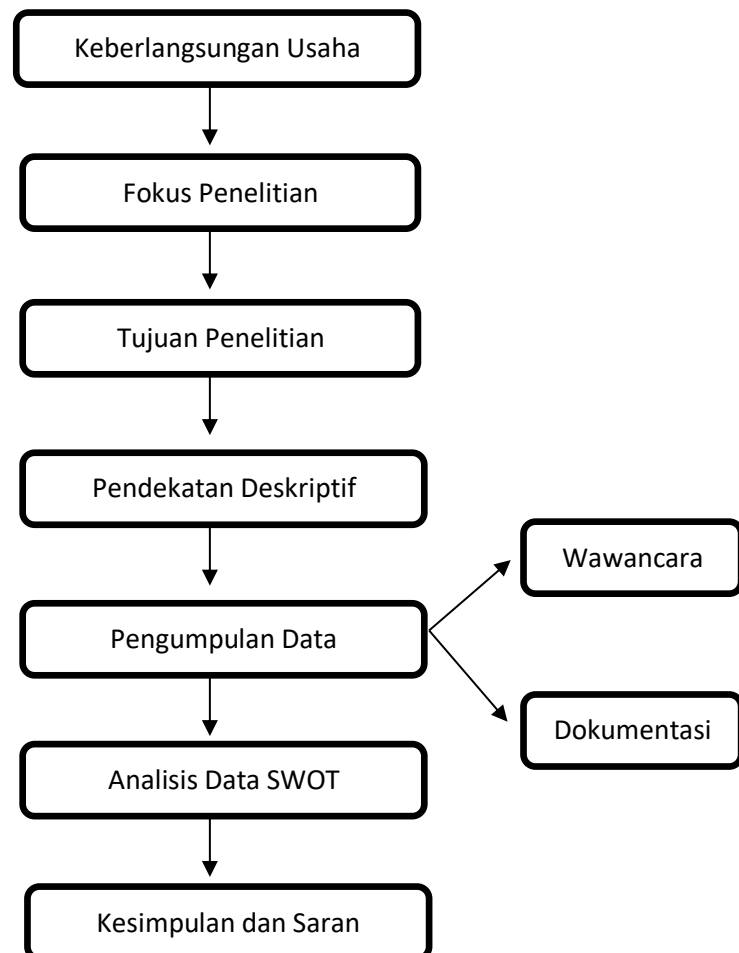 Keberlangsungan Usaha
Fokus Penelitian
Tujuan Penelitian
Pendekatan Deskriptif
Wawancara
Pengumpulan Data
Dokumentasi
Analisis Data SWOT
Kesimpulan dan Saran